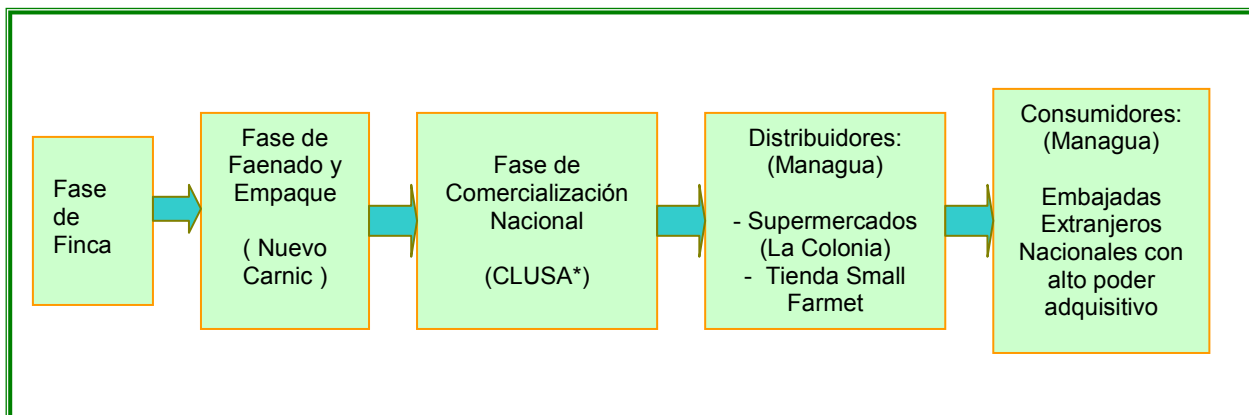 Fase
de
Finca
Fase de
Faenado y
Empaque
( Nuevo
Carnic )
Fase de
Comercialización
Nacional
(CLUSA*)
Distribuidores:
(Managua)
- Supermercados
(La Colonia)
- Tienda Small
Farmet
Consumidores:
(Managua)
Embajadas
Extranjeros
Nacionales con
alto poder
adquisitivo